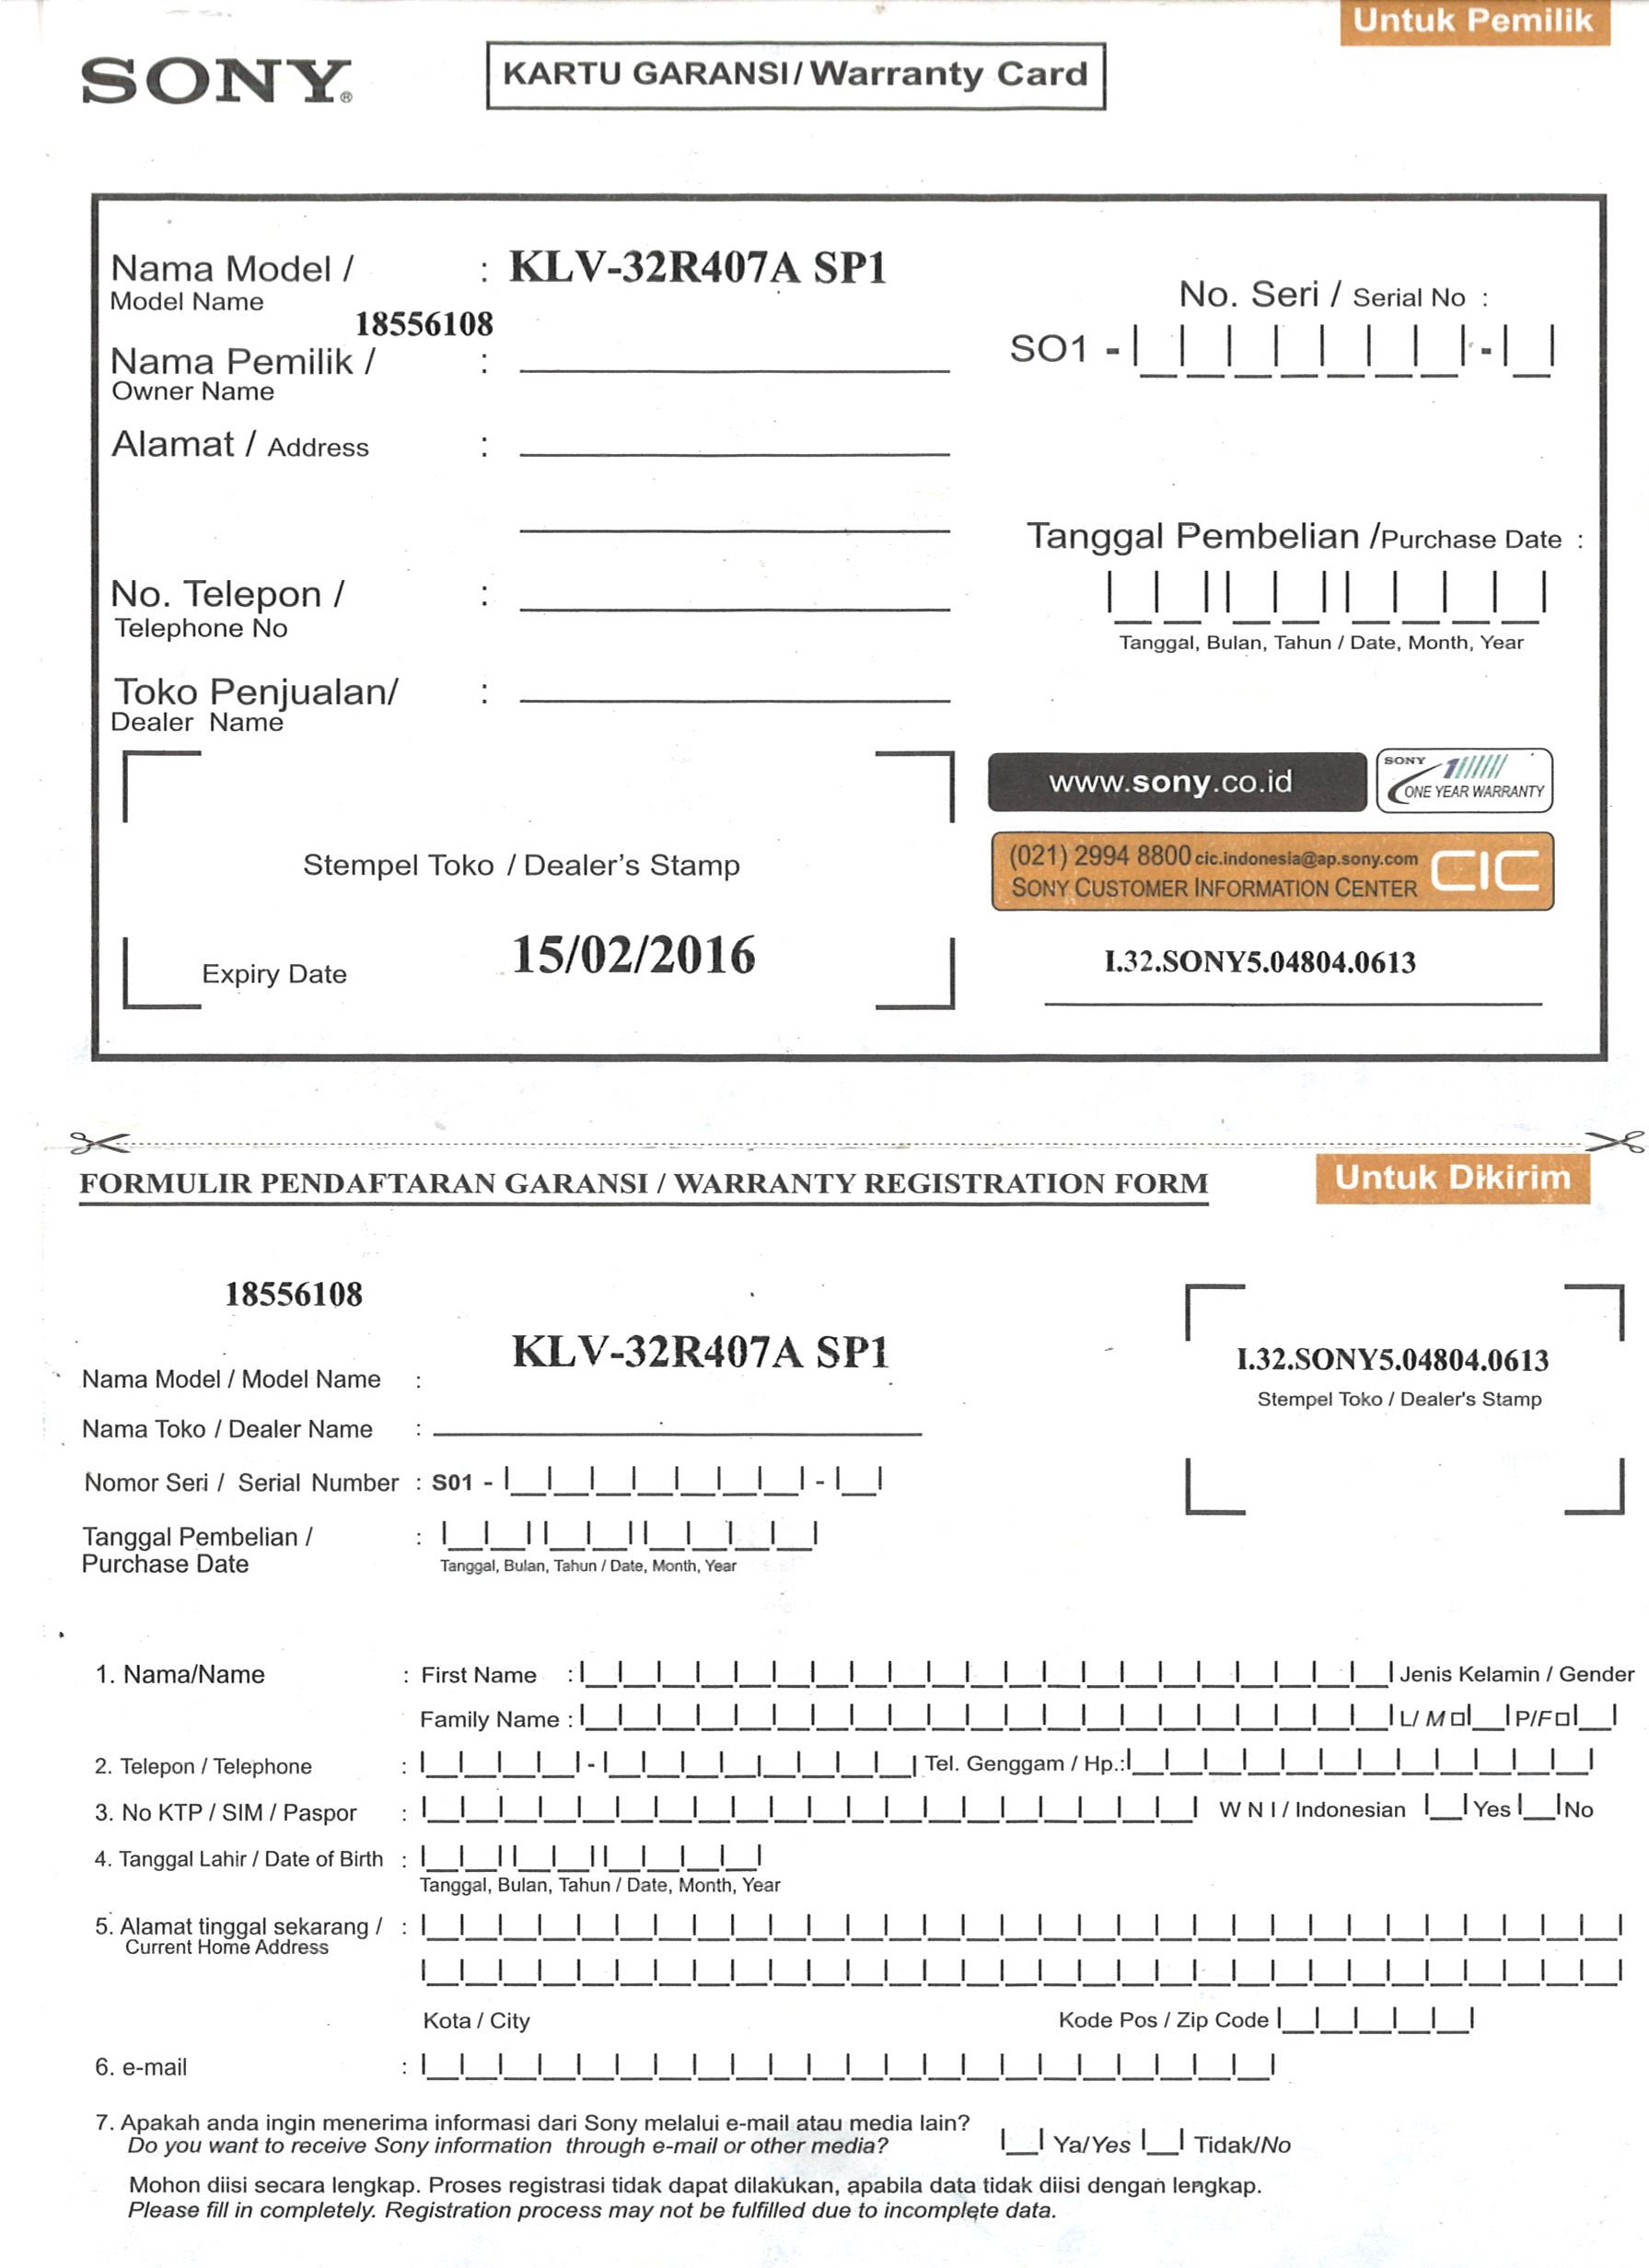 Untuk Pemilik
SONY®
KARTU GARANSI/Warranty Card
Nama Model / : KLV-32R407A SP1
Model Name
18556108
No. Seri / Serial No :
SO1 - -
Nama Pemilik / :
Owner Name
Alamat / Address :
Tanggal Pembelian /Purchase Date :
Tanggal, Bulan, Tahun / Date, Month, Year
No. Telepon / :
Telephone No
Toko Penjualan/ :
Dealer Name
www.sony.co.id
SONY 1
ONE YEAR WARRANTY
Stempel Toko / Dealer's Stamp
(021) 2994 8800 cic.indonesia@ap.sony.com
SONY CUSTOMER INFORMATION CENTER
CIC
Expiry Date 15/02/2016
I.32.SONY5.04804.0613
FORMULIR PENDAFTARAN GARANSI / WARRANTY REGISTRATION FORM
Untuk Dikirim
18556108
KLV-32R407A SP1
Nama Model / Model Name :
I.32.SONY5.04804.0613
Stempel Toko / Dealer's Stamp
Nama Toko / Dealer Name :
Nomor Seri / Serial Number : S01 - -
Tanggal Pembelian / :
Purchase Date
Tanggal, Bulan, Tahun / Date, Month, Year
1. Nama/Name : First Name : Jenis Kelamin / Gender
Family Name : L/ M P/F
2. Telepon / Telephone : - Tel. Genggam / Hp.:
3. No KTP / SIM / Paspor : W N I / Indonesian Yes No
4. Tanggal Lahir / Date of Birth :
Tanggal, Bulan, Tahun / Date, Month, Year
5. Alamat tinggal sekarang / :
Current Home Address
Kota / City Kode Pos / Zip Code
6. e-mail :
7. Apakah anda ingin menerima informasi dari Sony melalui e-mail atau media lain?
Do you want to receive Sony information through e-mail or other media? Ya/Yes Tidak/No
Mohon diisi secara lengkap. Proses registrasi tidak dapat dilakukan, apabila data tidak diisi dengan lengkap.
Please fill in completely. Registration process may not be fulfilled due to incomplete data.